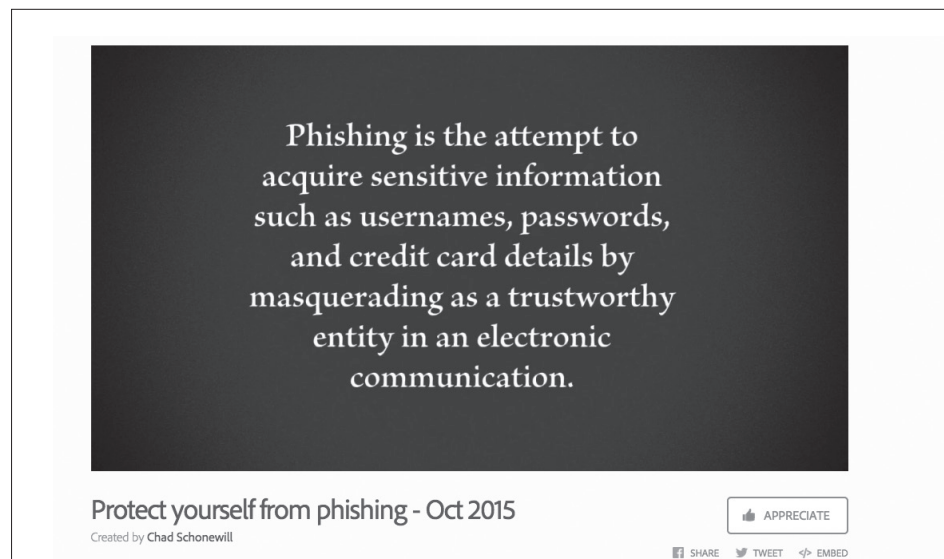 Phishing is the attempt to
acquire sensitive information
such as usernames, passwords,
and credit card details by
masquerading as a trustworthy
entity in an electronic
communication.
Protect yourself from phishing - Oct 2015
APPRECIATE
Created by Chad Schonewill
SHARE TWEET </> EMBED